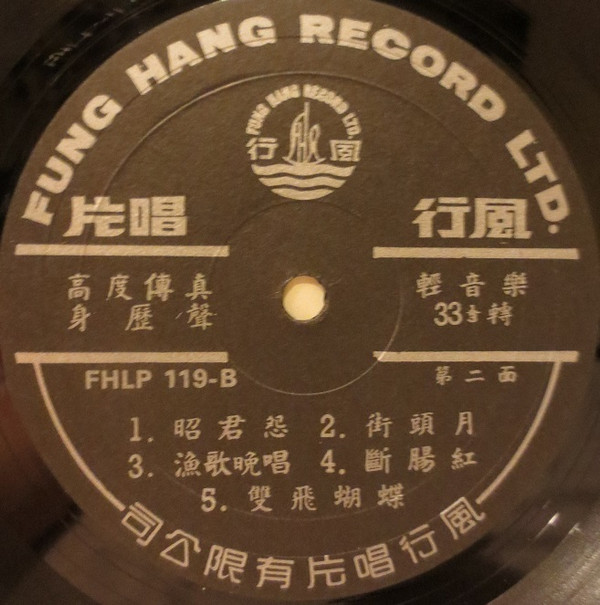 FUNG HANG RECORD LTD.
FUNG HANG RECORD LTD.
風行
風行
唱片
高度傳真
身歷聲
輕音樂
33⅓轉
FHLP 119-B
第二面
1. 昭君怨 2. 街頭月
3. 漁歌晚唱 4. 斷腸紅
5. 雙飛蝴蝶
風行唱片有限公司